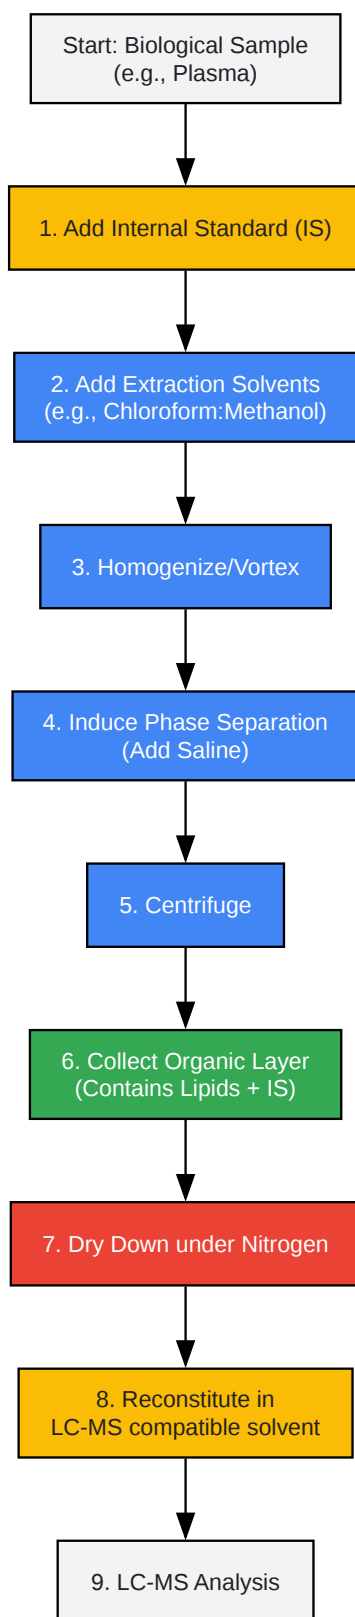 Start: Biological Sample
(e.g., Plasma)
1. Add Internal Standard (IS)
2. Add Extraction Solvents
(e.g., Chloroform:Methanol)
3. Homogenize/Vortex
4. Induce Phase Separation
(Add Saline)
5. Centrifuge
6. Collect Organic Layer
(Contains Lipids + IS)
7. Dry Down under Nitrogen
8. Reconstitute in
LC-MS compatible solvent
9. LC-MS Analysis